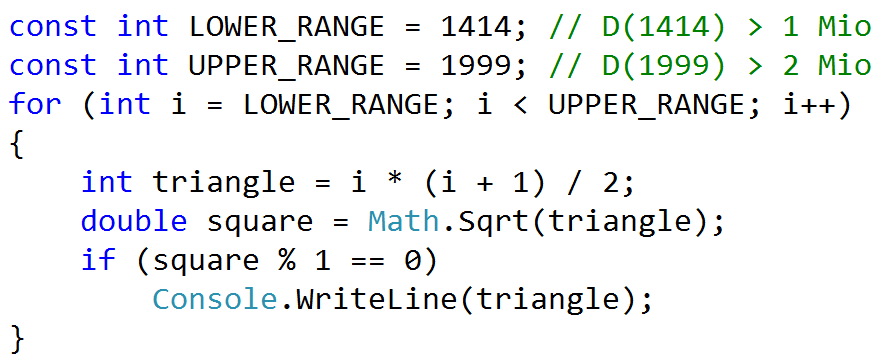 const int LOWER_RANGE = 1414; // D(1414) > 1 Mio
const int UPPER_RANGE = 1999; // D(1999) > 2 Mio
for (int i = LOWER_RANGE; i < UPPER_RANGE; i++)
{
    int triangle = i * (i + 1) / 2;
    double square = Math.Sqrt(triangle);
    if (square % 1 == 0)
        Console.WriteLine(triangle);
}